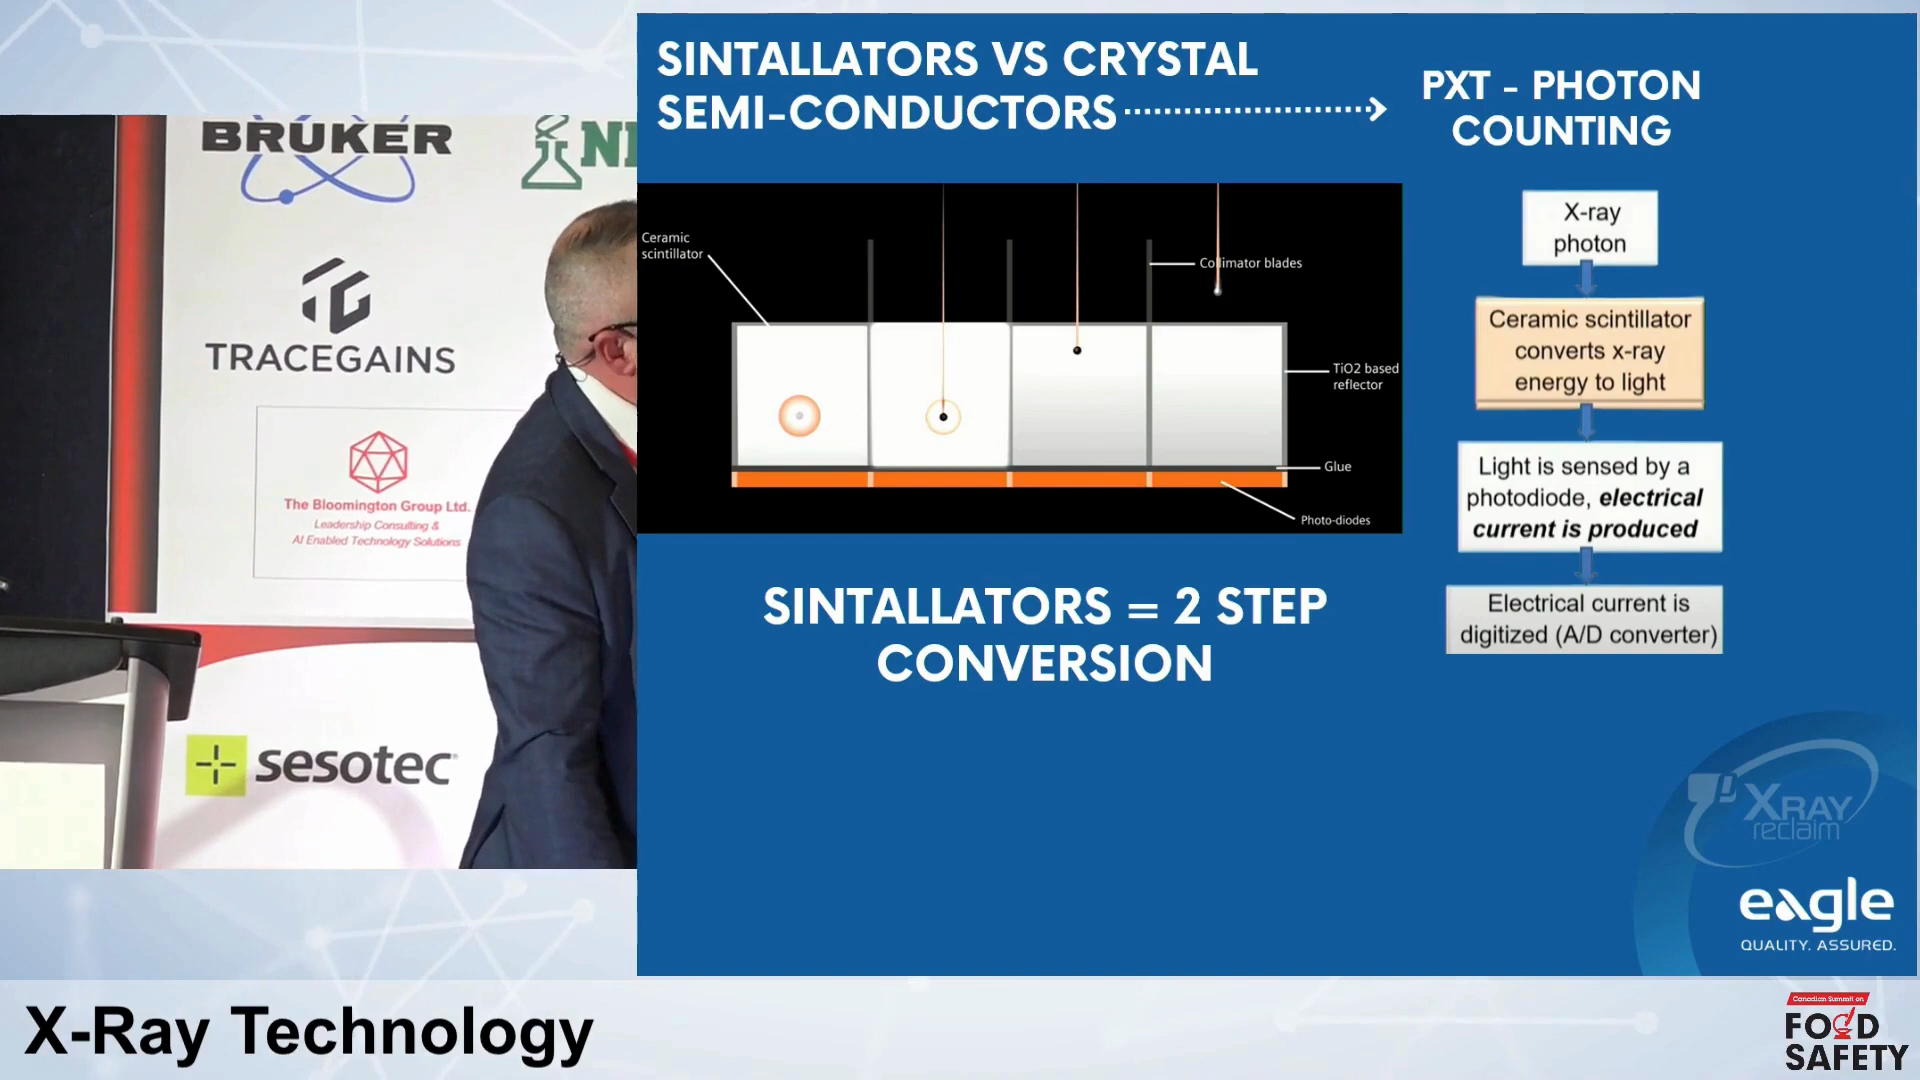 BRUKER
TRACEGAINS
The Bloomington Group Ltd.
Leadership Consulting &
AI Enabled Technology Solutions
sesotec
SINTALLATORS VS CRYSTAL
SEMI-CONDUCTORS
PXT - PHOTON
COUNTING
Ceramic
scintillator
Collimator blades
TiO2 based
reflector
Glue
Photo-diodes
X-ray
photon
Ceramic scintillator
converts x-ray
energy to light
Light is sensed by a
photodiode, electrical
current is produced
Electrical current is
digitized (A/D converter)
SINTALLATORS = 2 STEP
CONVERSION
XRAY
reclaim
eagle
QUALITY. ASSURED.
X-Ray Technology
Canadian Summit on
FOOD
SAFETY